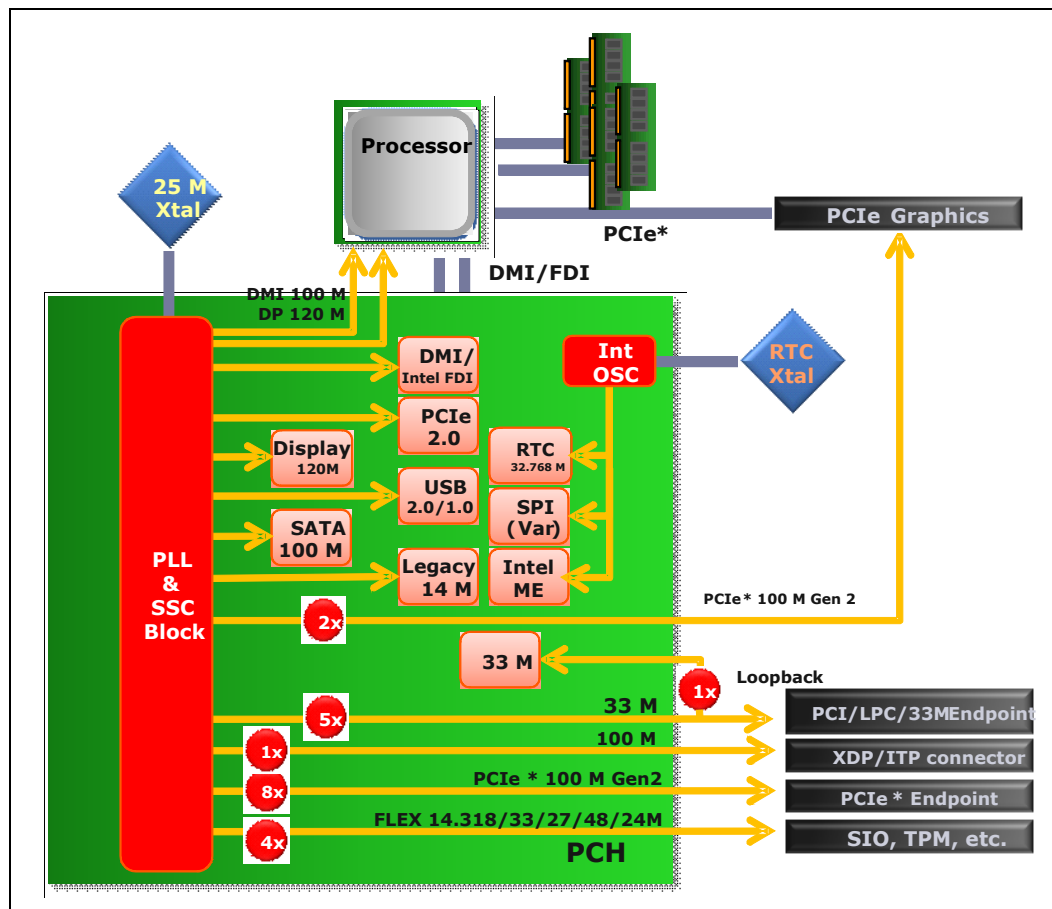 Processor
25 M
Xtal
PCIe Graphics
PCIe*
DMI/FDI
DMI 100 M
DP 120 M
DMI/
Intel FDI
Int
OSC
RTC
Xtal
PCIe
2.0
Display
120M
RTC
32.768 M
USB
2.0/1.0
SPI
(Var)
SATA
100 M
Legacy
14 M
Intel
ME
PLL
&
SSC
Block
2x
PCIe* 100 M Gen 2
33 M
1x
Loopback
5x
33 M
PCI/LPC/33MEndpoint
1x
100 M
XDP/ITP connector
8x
PCIe * 100 M Gen2
PCIe* Endpoint
4x
FLEX 14.318/33/27/48/24M
SIO, TPM, etc.
PCH